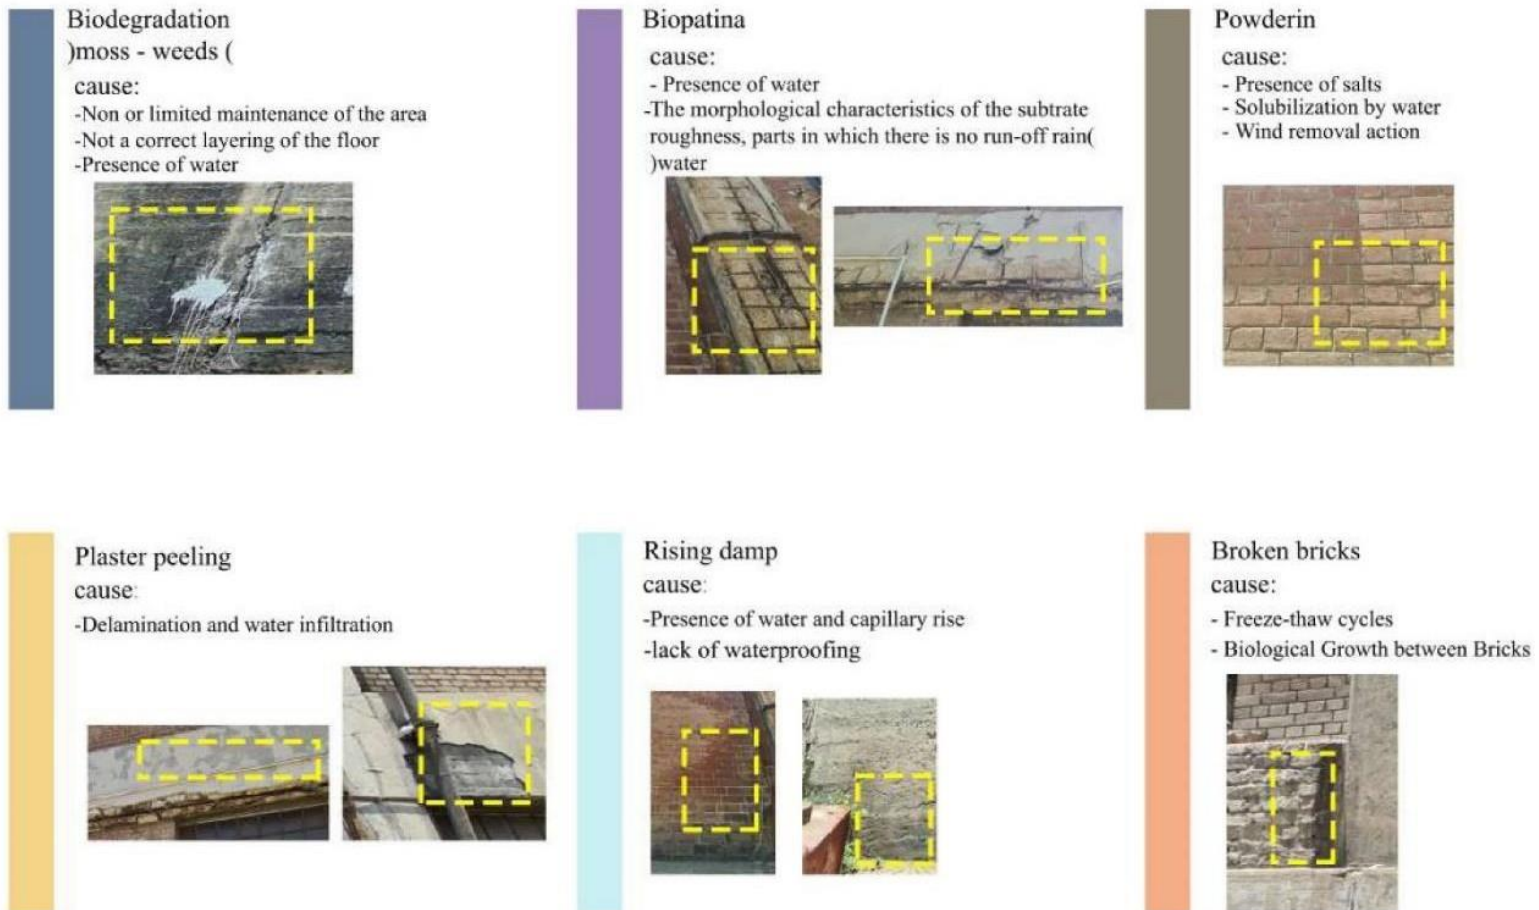 Biodegradation
)moss - weeds (
cause:
-Non or limited maintenance of the area
-Not a correct layering of the floor
-Presence of water
Biopatina
cause:
- Presence of water
-The morphological characteristics of the subtrate
roughness, parts in which there is no run-off rain(
)water
Powderin
cause:
- Presence of salts
- Solubilization by water
- Wind removal action
Plaster peeling
cause:
-Delamination and water infiltration
Rising damp
cause:
-Presence of water and capillary rise
-lack of waterproofing
Broken bricks
cause:
- Freeze-thaw cycles
- Biological Growth between Bricks